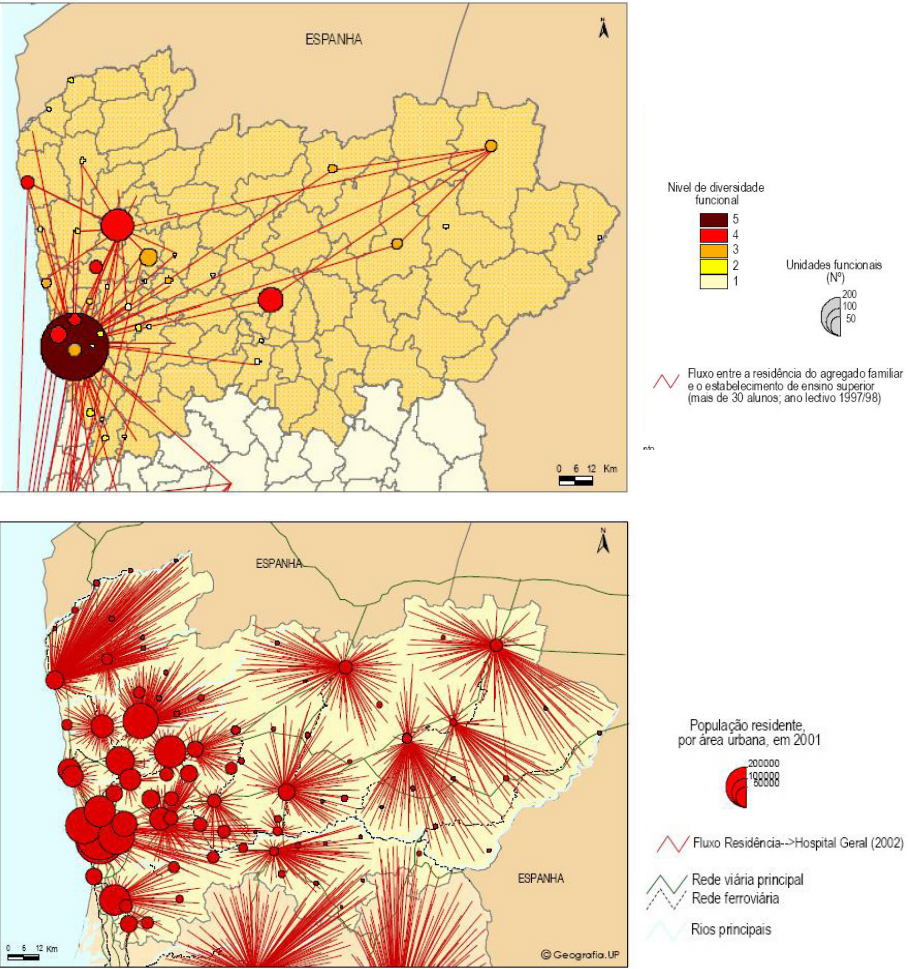 ESPANHA
N
Nivel de diversidade
funcional
5
4
3
2
1
Unidades funcionais
(Nº)
200
100
50
Fluxo entre a residência do agregado familiar
e o estabelecimento de ensino superior
(mais de 30 alunos; ano lectivo 1997/98)
0 6 12 Km
ESPANHA
N
População residente,
por área urbana, em 2001
200000
100000
50000
Fluxo Residência-->Hospital Geral (2002)
Rede viária principal
Rede ferroviária
Rios principais
ESPANHA
0 6 12 Km
© Geografia.UP